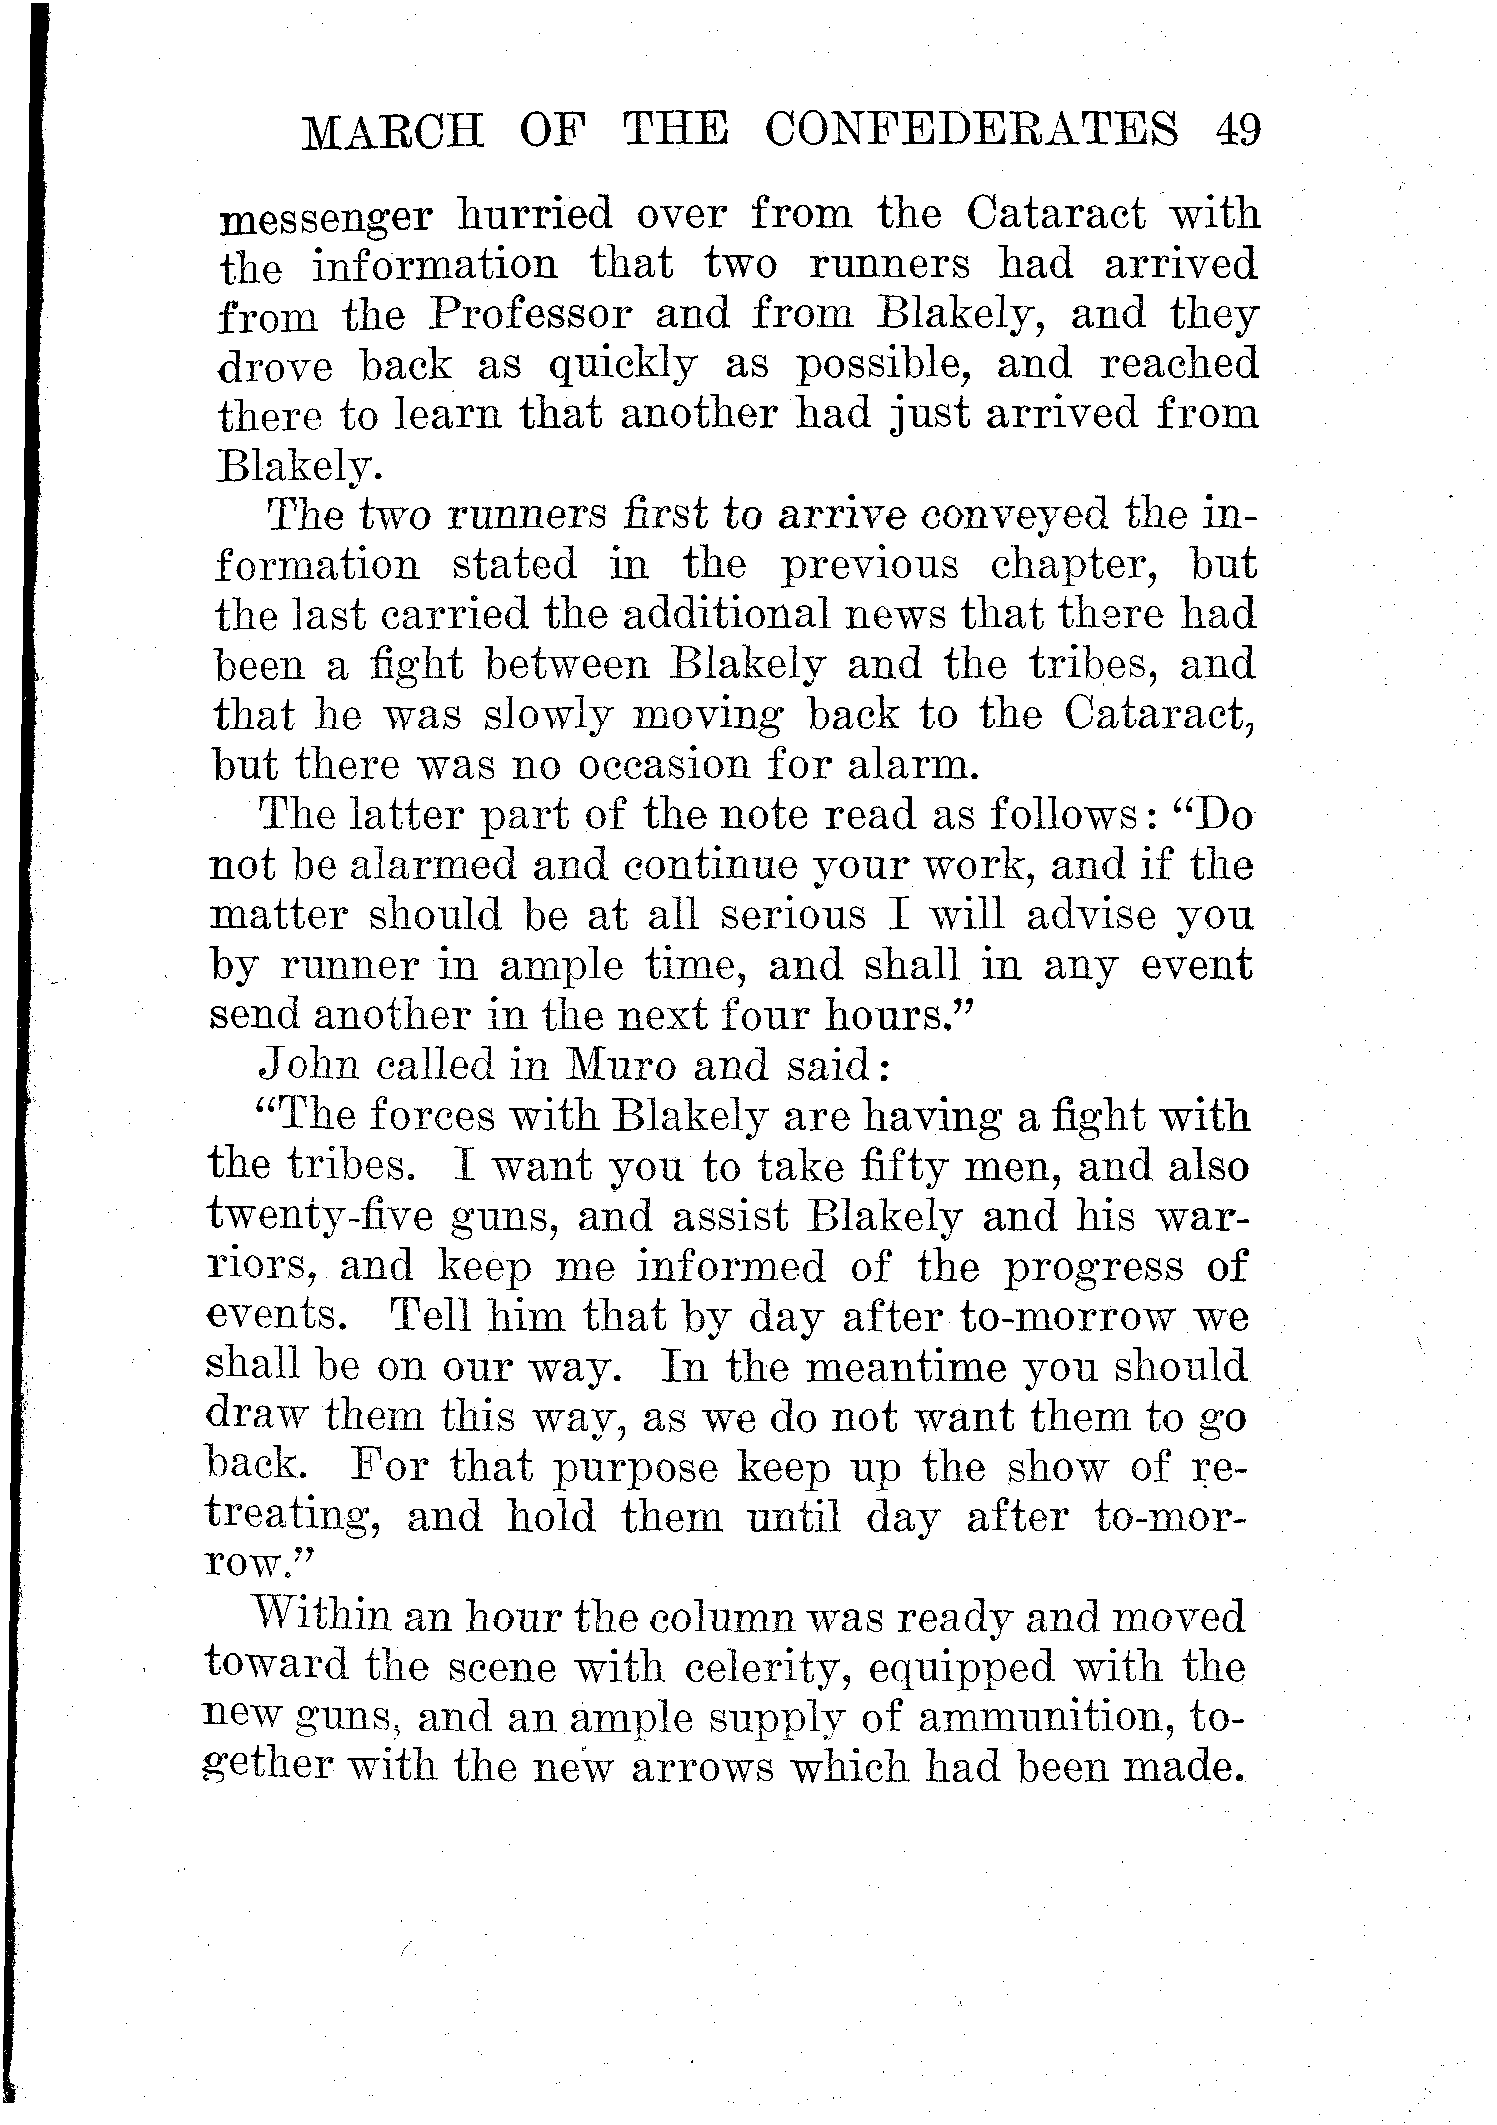 MARCH OF THE CONFEDERATES 49
messenger hurried over from the Cataract with
the information that two runners had arrived
from the Professor and from Blakely, and they
drove back as quickly as possible, and reached
there to learn that another had just arrived from
Blakely.
The two runners first to arrive conveyed the in-
formation stated in the previous chapter, but
the last carried the additional news that there had
been a fight between Blakely and the tribes, and
that he was slowly moving back to the Cataract,
but there was no occasion for alarm.
The latter part of the note read as follows: “Do
not be alarmed and continue your work, and if the
matter should be at all serious I will advise you
by runner in ample time, and shall in any event
send another in the next four hours.”
John called in Muro and said:
“The forces with Blakely are having a fight with
the tribes. I want you to take fifty men, and also
twenty-five guns, and assist Blakely and his war-
riors, and keep me informed of the progress of
events. Tell him that by day after to-morrow we
shall be on our way. In the meantime you should
draw them this way, as we do not want them to go
back. For that purpose keep up the show of re-
treating, and hold them until day after to-mor-
row.”
Within an hour the column was ready and moved
toward the scene with celerity, equipped with the
new guns, and an ample supply of ammunition, to-
gether with the new arrows which had been made.